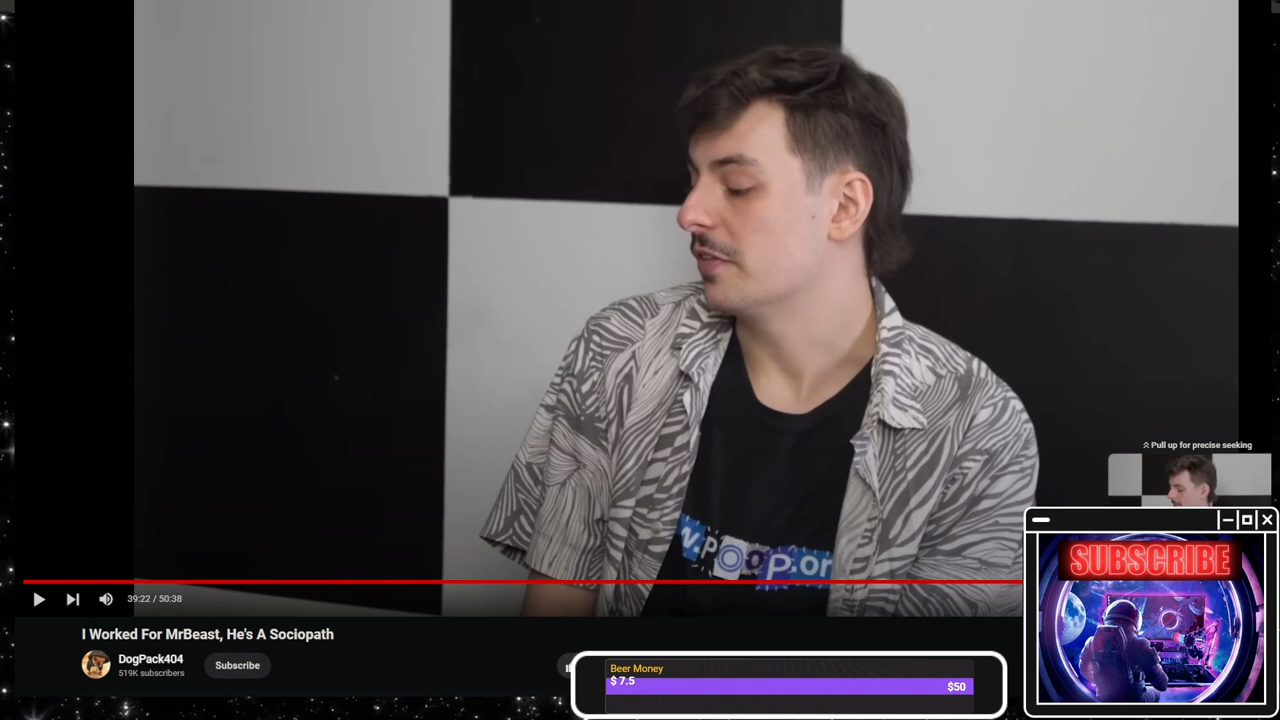 Pull up for precise seeking
SUBSCRIBE
39:22 / 50:38
I Worked For MrBeast, He's A Sociopath
DogPack404
519K subscribers
Subscribe
Beer Money
$ 7.5
$50